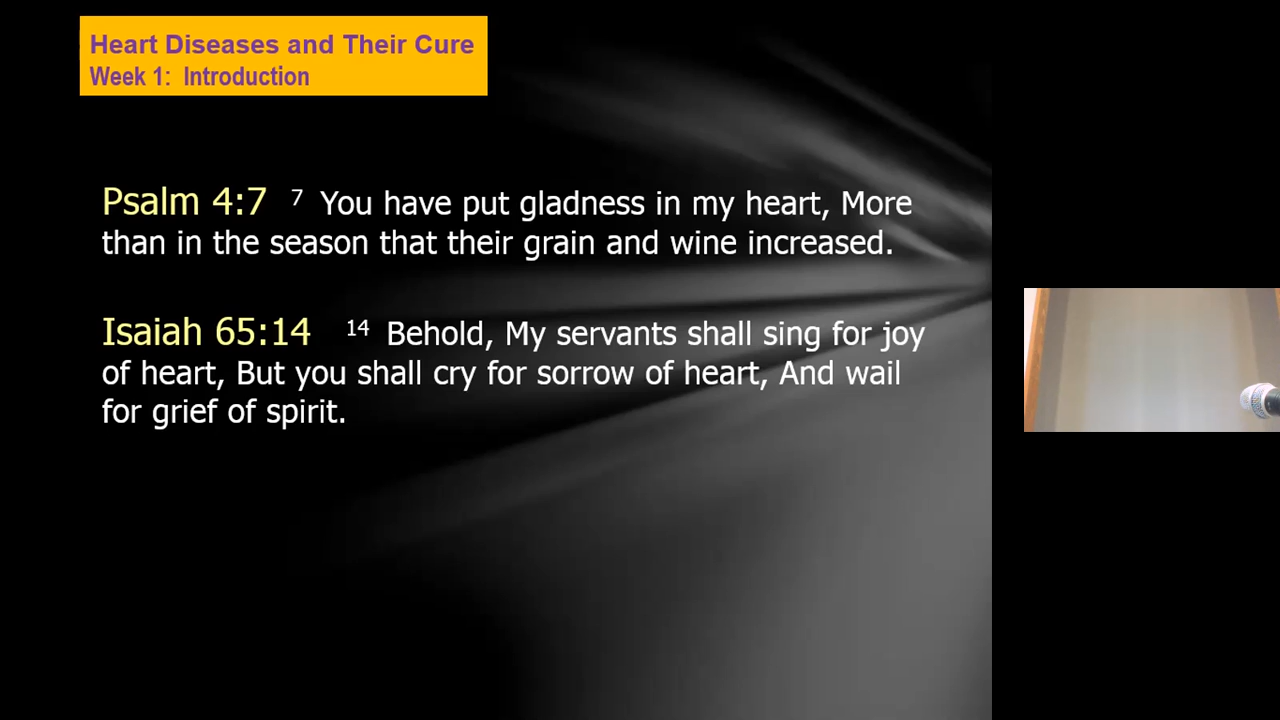 Heart Diseases and Their Cure
Week 1: Introduction
Psalm 4:7 7 You have put gladness in my heart, More
than in the season that their grain and wine increased.
Isaiah 65:14 14 Behold, My servants shall sing for joy
of heart, But you shall cry for sorrow of heart, And wail
for grief of spirit.